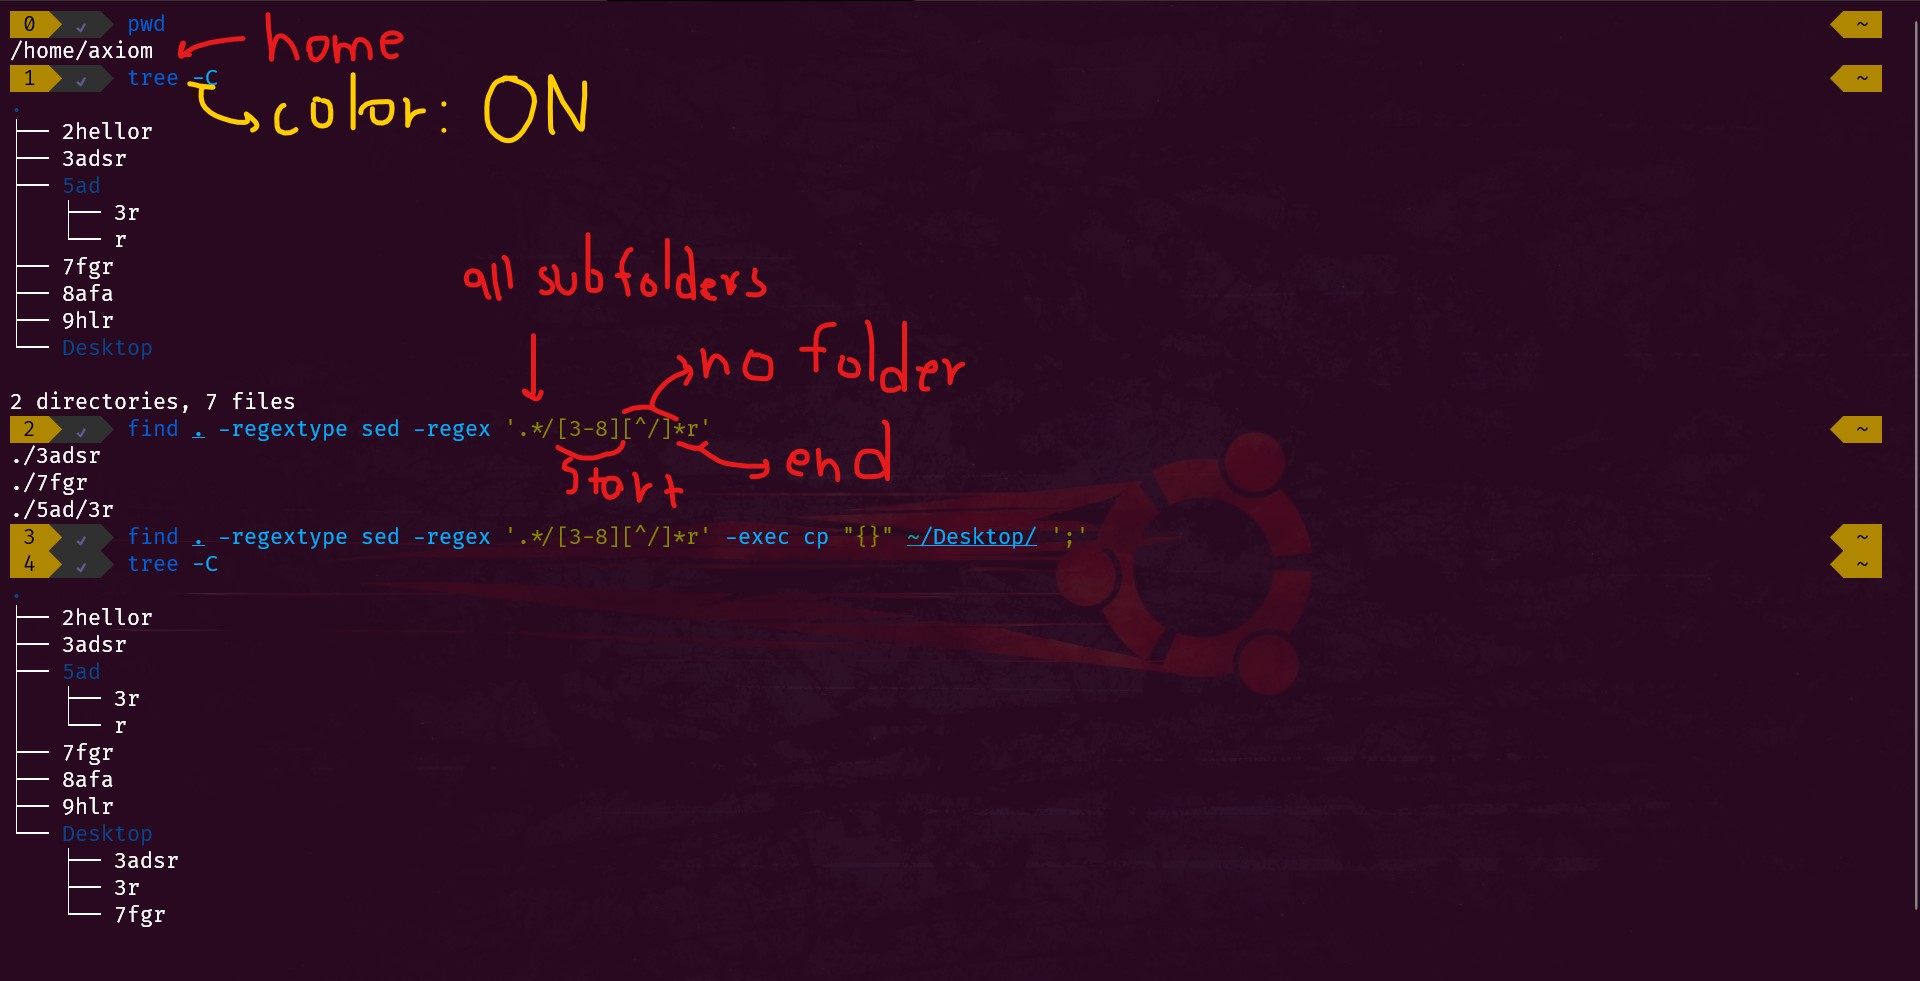 0 ✓ pwd ~
/home/axiom home
1 ✓ tree -C ~
color: ON
.
├── 2hellor
├── 3adsr
├── 5ad
│   ├── 3r
│   └── r
├── 7fgr
├── 8afa
├── 9hlr
└── Desktop
all subfolders
no folder
2 directories, 7 files
2 ✓ find . -regextype sed -regex '.*/[3-8][^/]*r' ~
start end
./3adsr
./7fgr
./5ad/3r
3 ✓ find . -regextype sed -regex '.*/[3-8][^/]*r' -exec cp "{}" ~/Desktop/ ';' ~
4 ✓ tree -C ~
.
├── 2hellor
├── 3adsr
├── 5ad
│   ├── 3r
│   └── r
├── 7fgr
├── 8afa
├── 9hlr
└── Desktop
    ├── 3adsr
    ├── 3r
    └── 7fgr